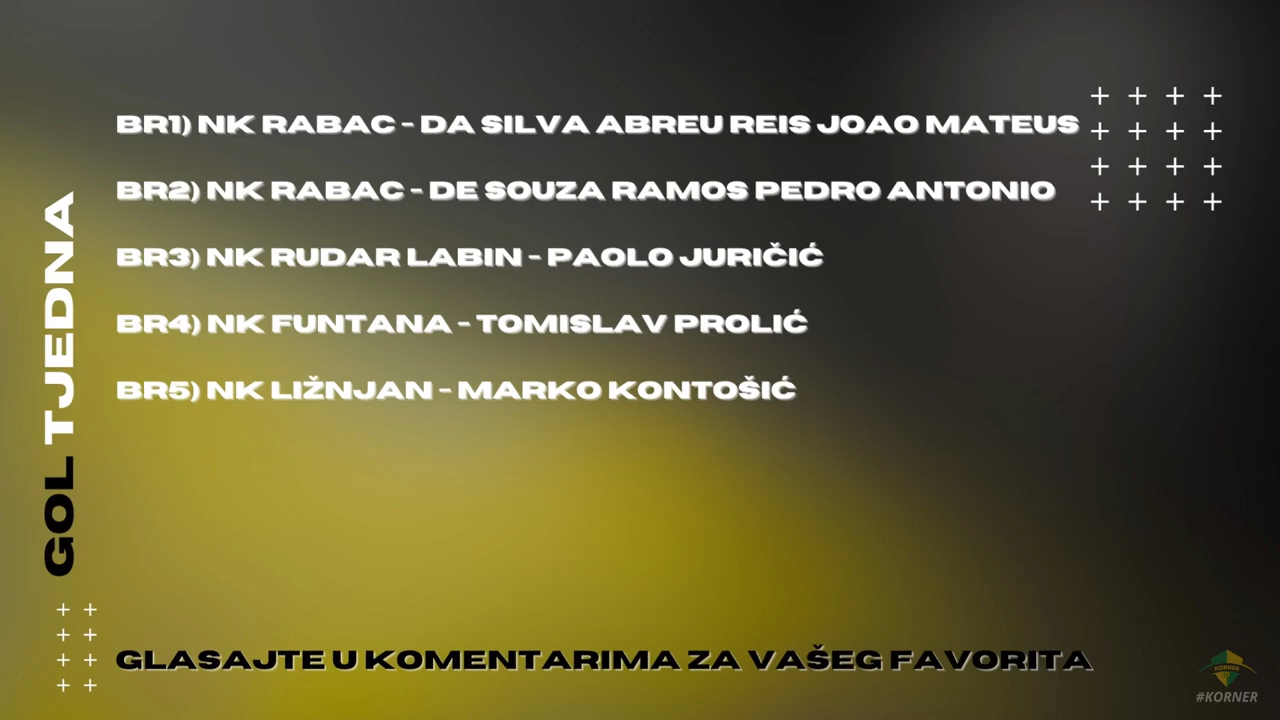 BR1) NK RABAC - DA SILVA ABREU REIS JOAO MATEUS
BR2) NK RABAC - DE SOUZA RAMOS PEDRO ANTONIO
BR3) NK RUDAR LABIN - PAOLO JURIČIĆ
BR4) NK FUNTANA - TOMISLAV PROLIĆ
BR5) NK LIŽNJAN - MARKO KONTOŠIĆ
GOL TJEDNA
GLASAJTE U KOMENTARIMA ZA VAŠEG FAVORITA
KORNER
#KORNER